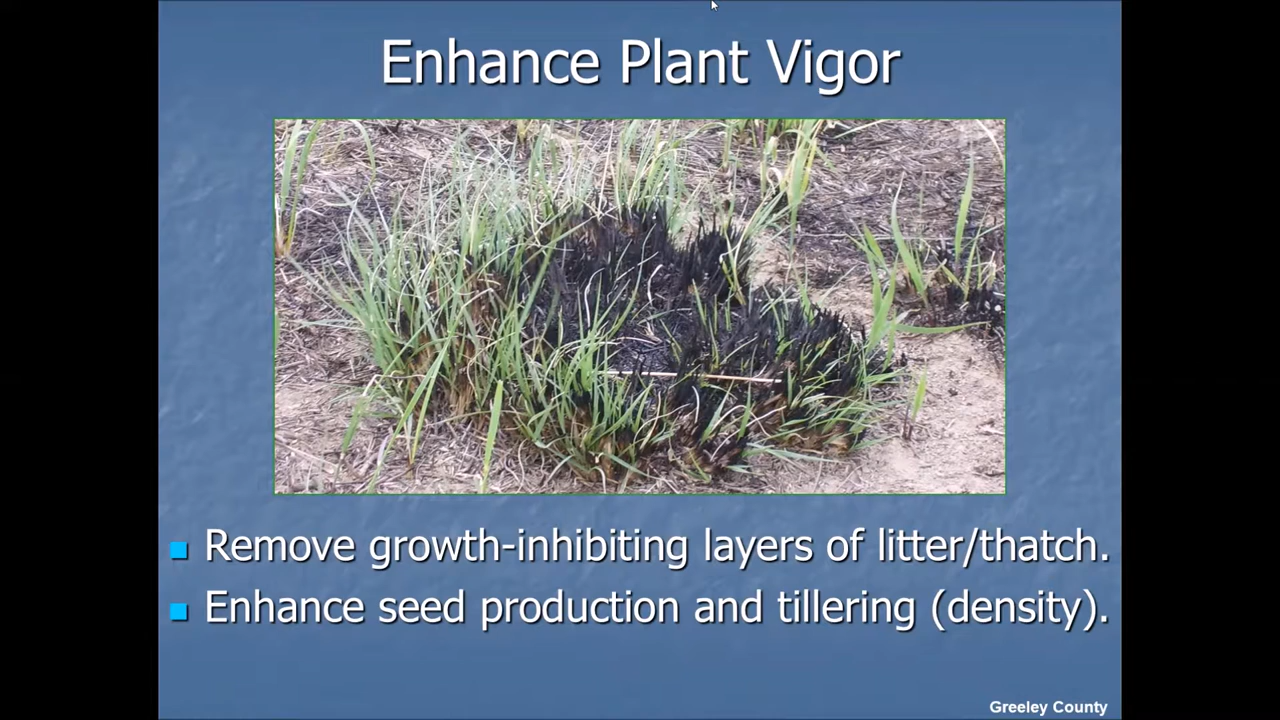 Enhance Plant Vigor
Remove growth-inhibiting layers of litter/thatch.
Enhance seed production and tillering (density).
Greeley County